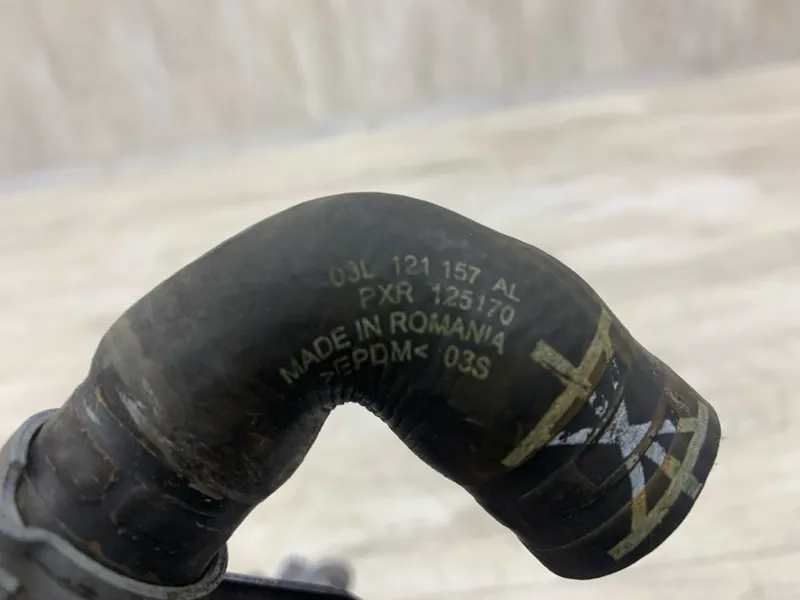 03L 121 157 AL
PXR 125170
MADE IN ROMANIA
>EPDM< 03S